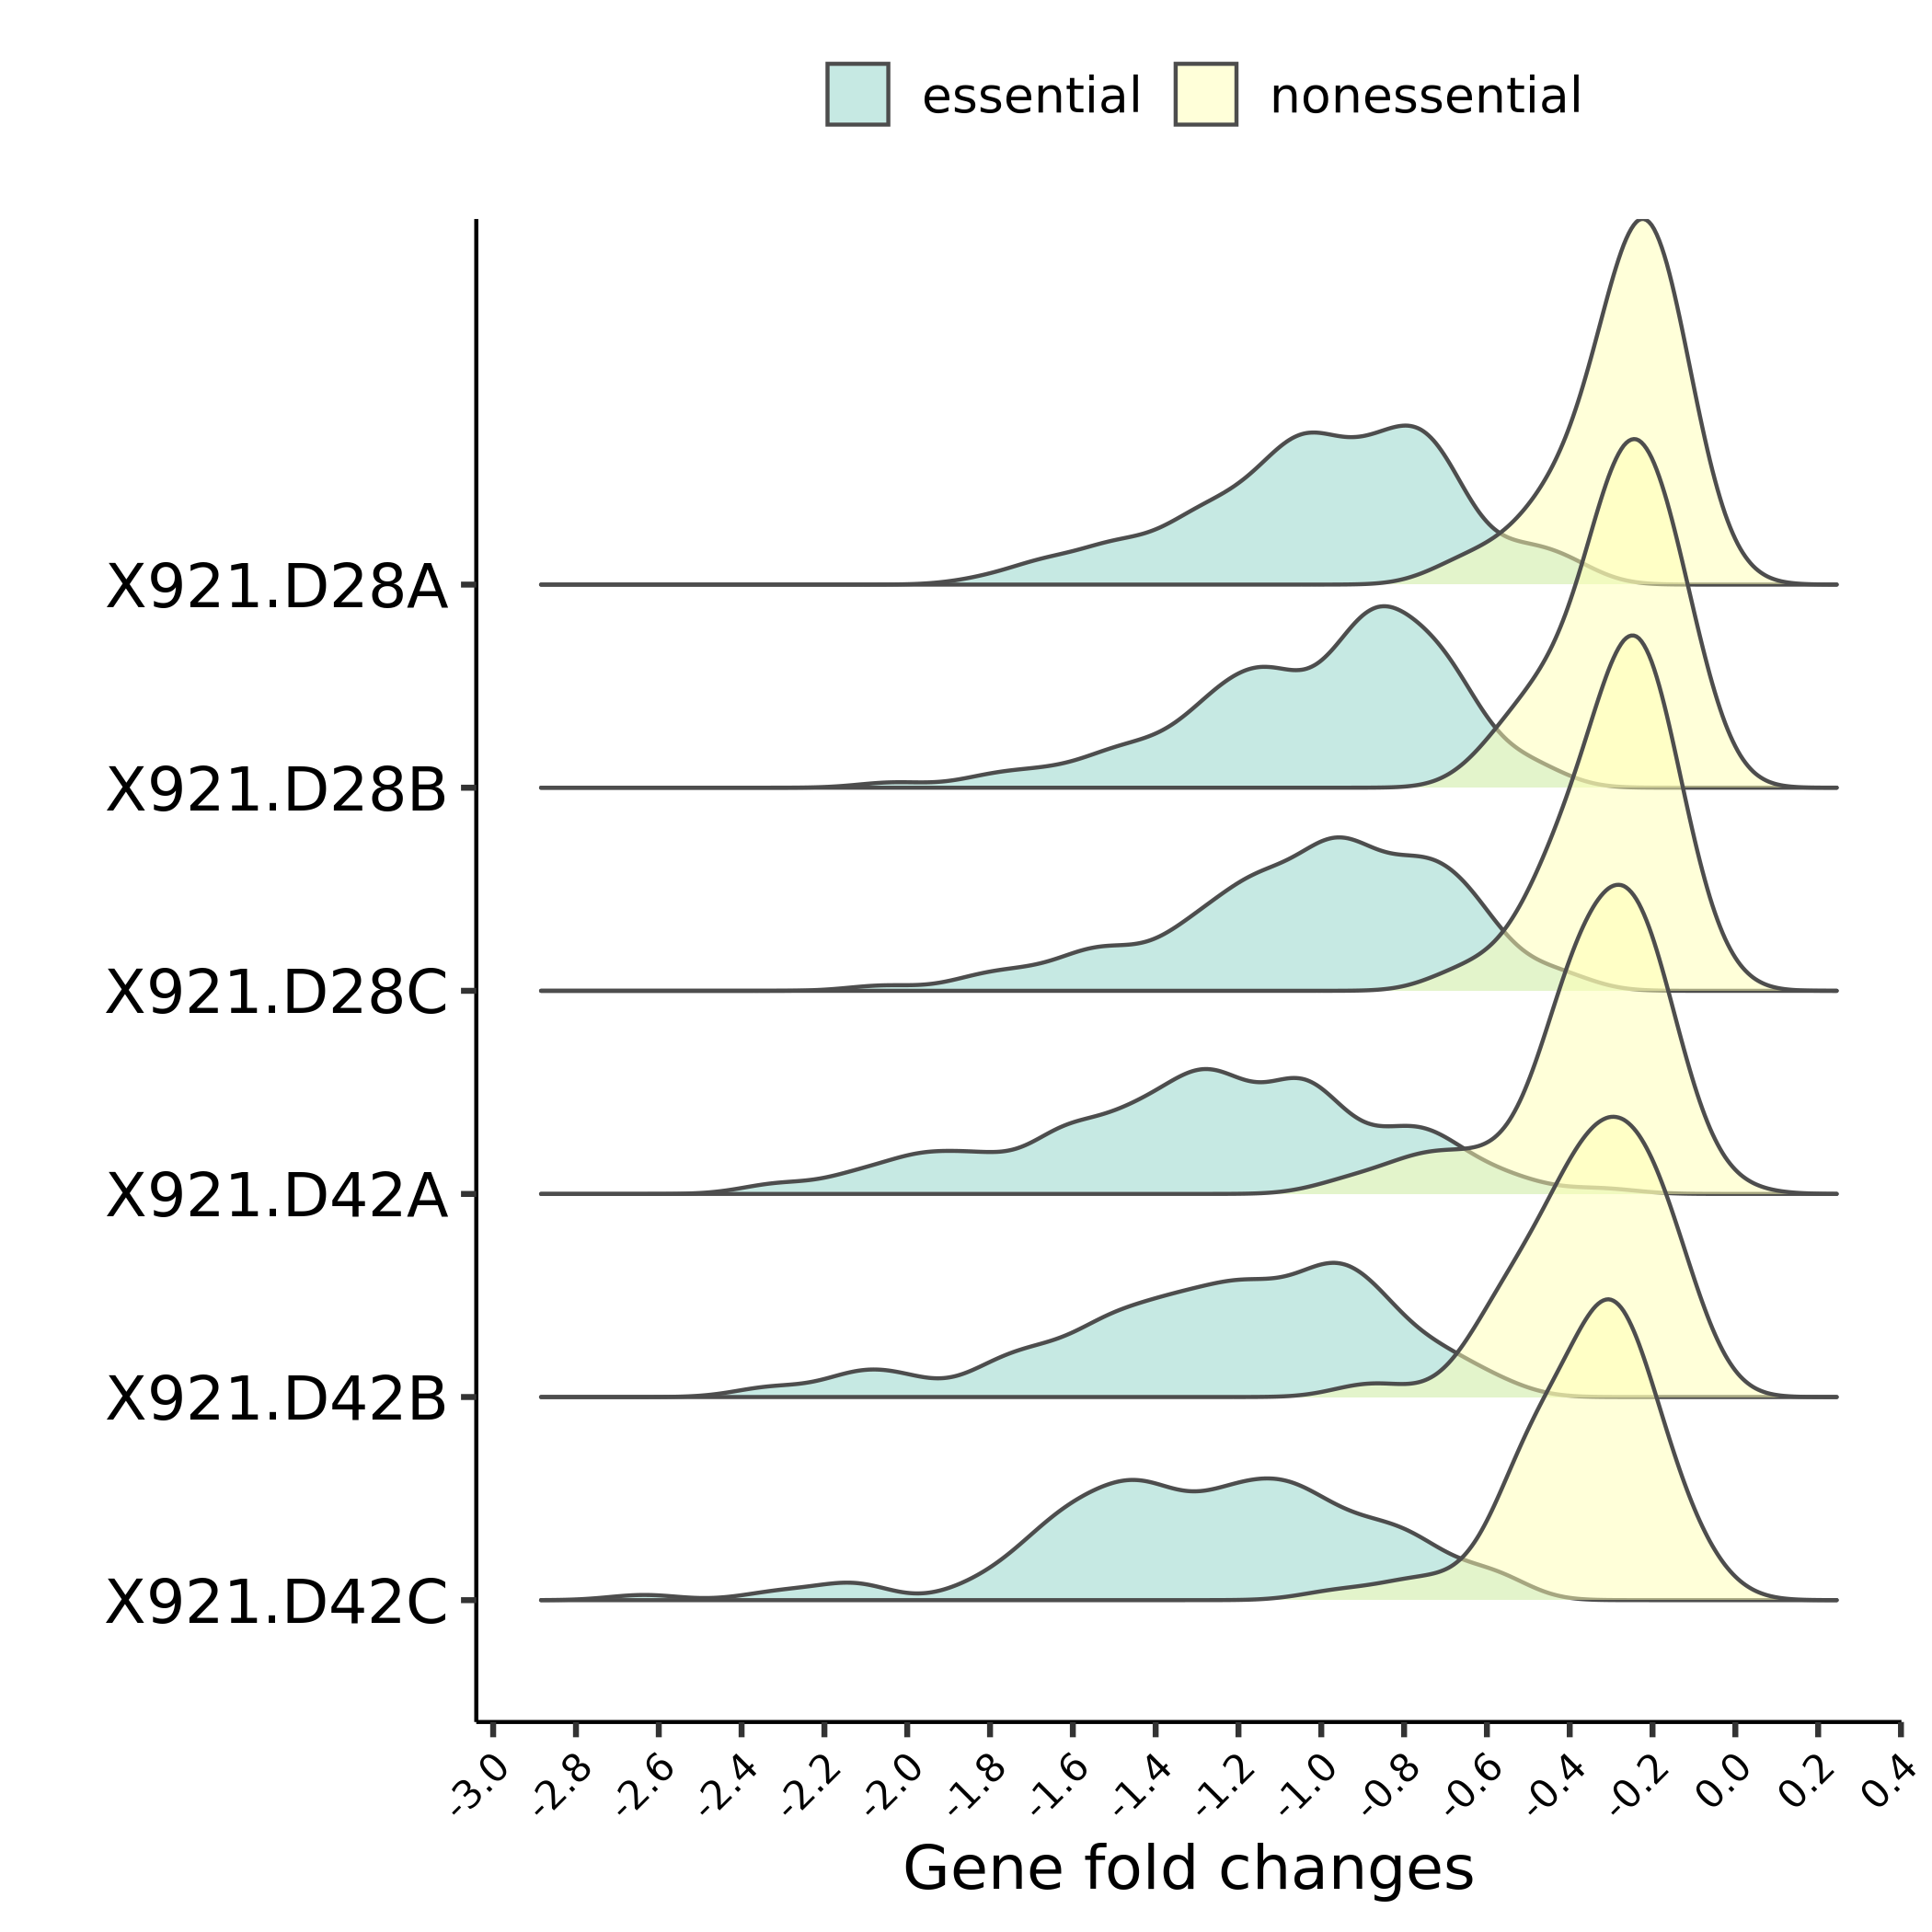 essential nonessential
X921.D28A
X921.D28B
X921.D28C
X921.D42A
X921.D42B
X921.D42C
-3.0 -2.8 -2.6 -2.4 -2.2 -2.0 -1.8 -1.6 -1.4 -1.2 -1.0 -0.8 -0.6 -0.4 -0.2 0.0 0.2 0.4
Gene fold changes